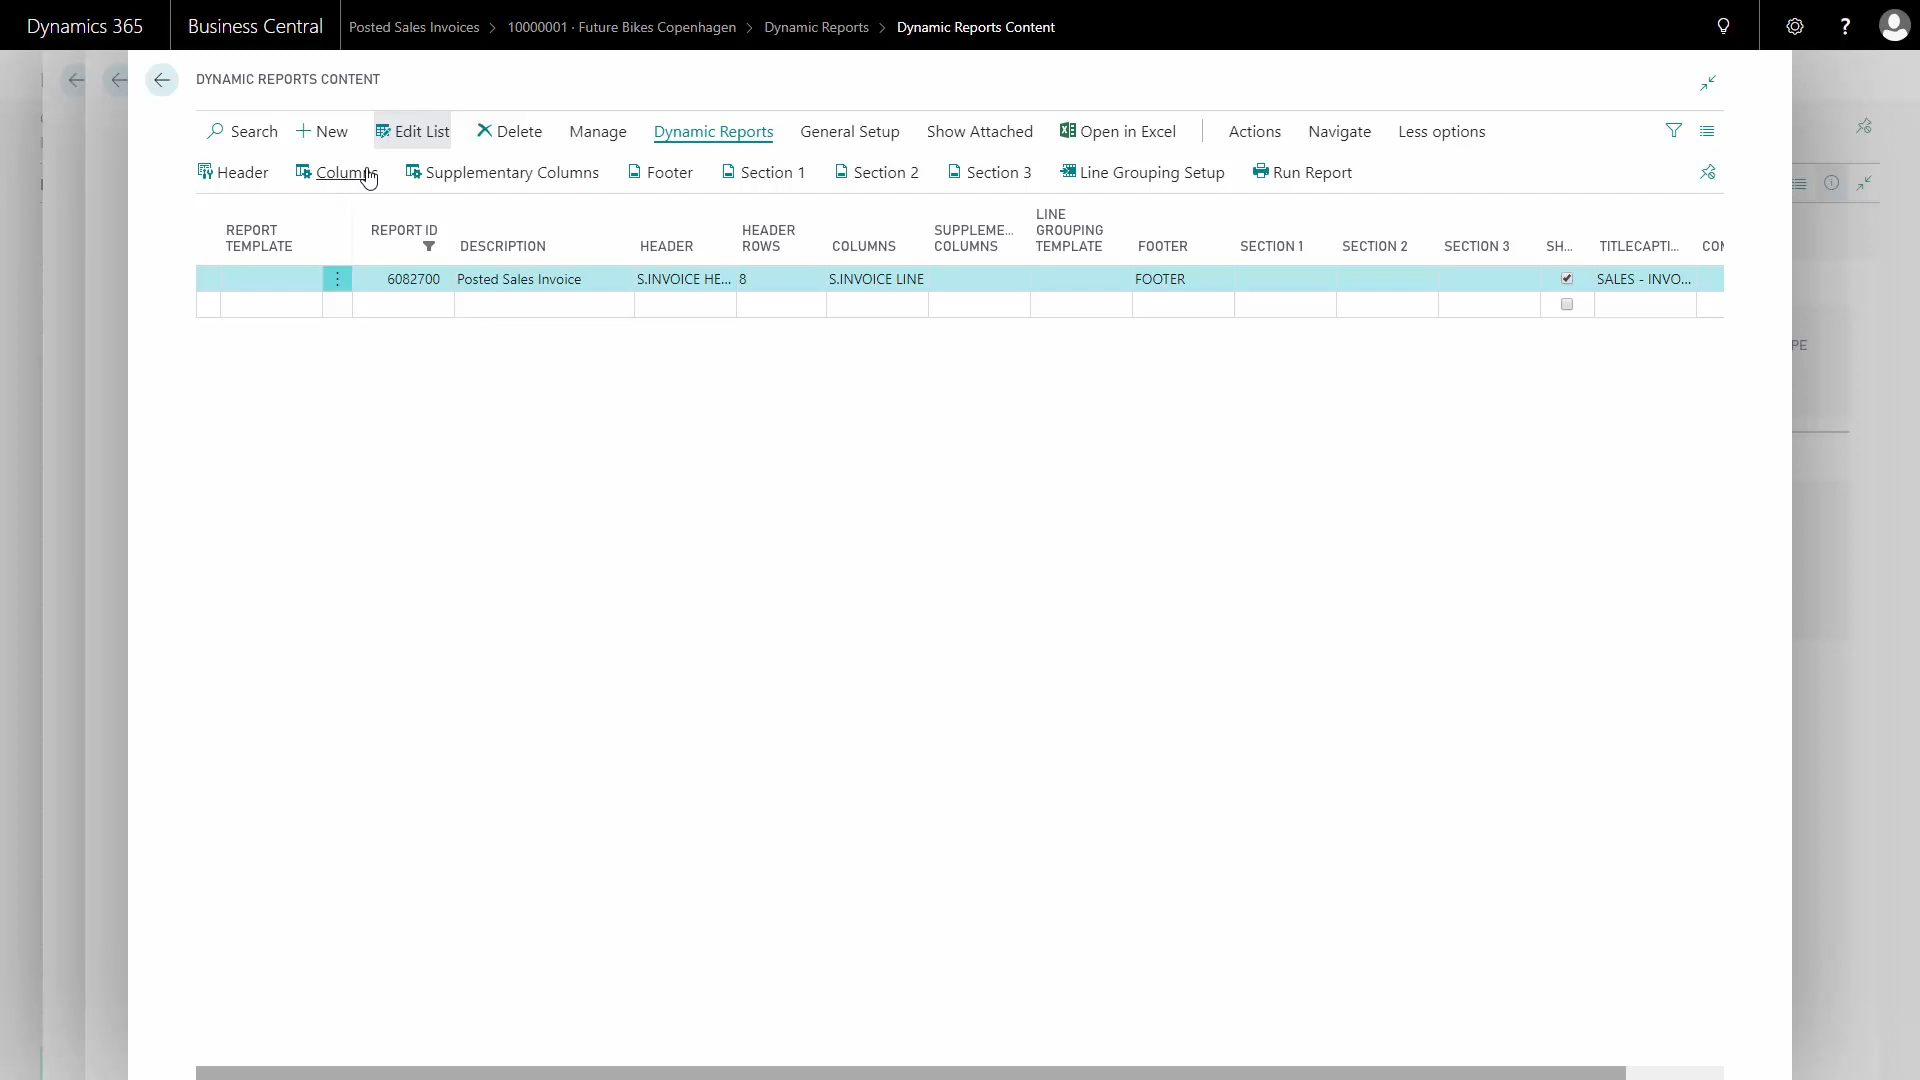 Dynamics 365 Business Central Posted Sales Invoices > 10000001 · Future Bikes Copenhagen > Dynamic Reports > Dynamic Reports Content ?
DYNAMIC REPORTS CONTENT
Search + New Edit List Delete Manage Dynamic Reports General Setup Show Attached Open in Excel Actions Navigate Less options
Header Columns Supplementary Columns Footer Section 1 Section 2 Section 3 Line Grouping Setup Run Report
REPORT TEMPLATE REPORT ID DESCRIPTION HEADER HEADER ROWS COLUMNS SUPPLEME... COLUMNS LINE GROUPING TEMPLATE FOOTER SECTION 1 SECTION 2 SECTION 3 SH... TITLECAPTI... CON
6082700 Posted Sales Invoice S.INVOICE HE... 8 S.INVOICE LINE FOOTER SALES - INVO...
PE